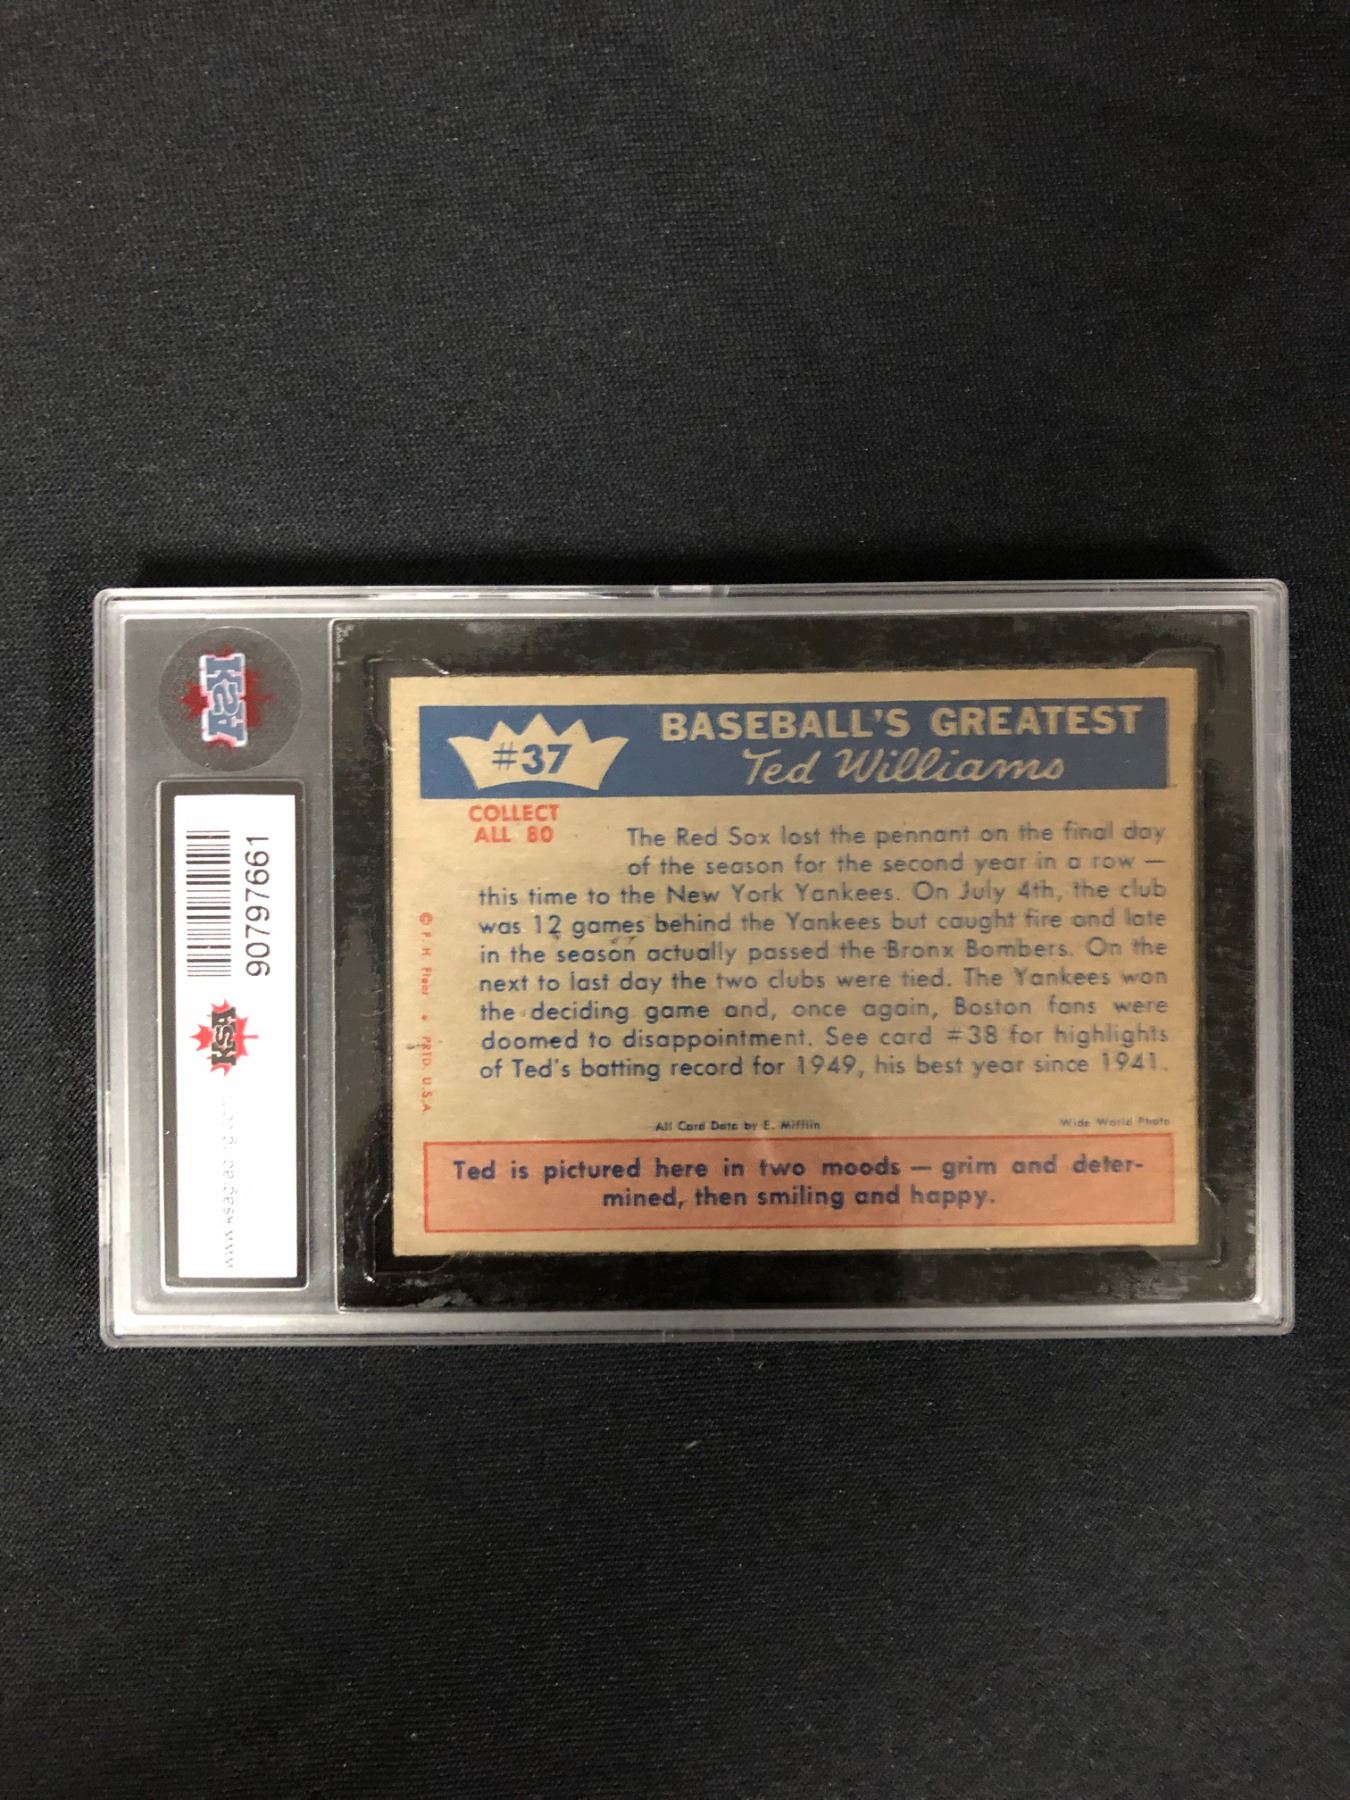 #37
BASEBALL'S GREATEST
Ted Williams
COLLECT
ALL 80
The Red Sox lost the pennant on the final day
of the season for the second year in a row —
this time to the New York Yankees. On July 4th, the club
was 12 games behind the Yankees but caught fire and late
in the season actually passed the Bronx Bombers. On the
next to last day the two clubs were tied. The Yankees won
the deciding game and, once again, Boston fans were
doomed to disappointment. See card #38 for highlights
of Ted's batting record for 1949, his best year since 1941.
All Card Data by E. Mifflin
Wide World Photo
Ted is pictured here in two moods — grim and deter-
mined, then smiling and happy.
© F. H. Fleer • PRTD. U.S.A.
KSA
90797661
KSA
www.ksagrading.com